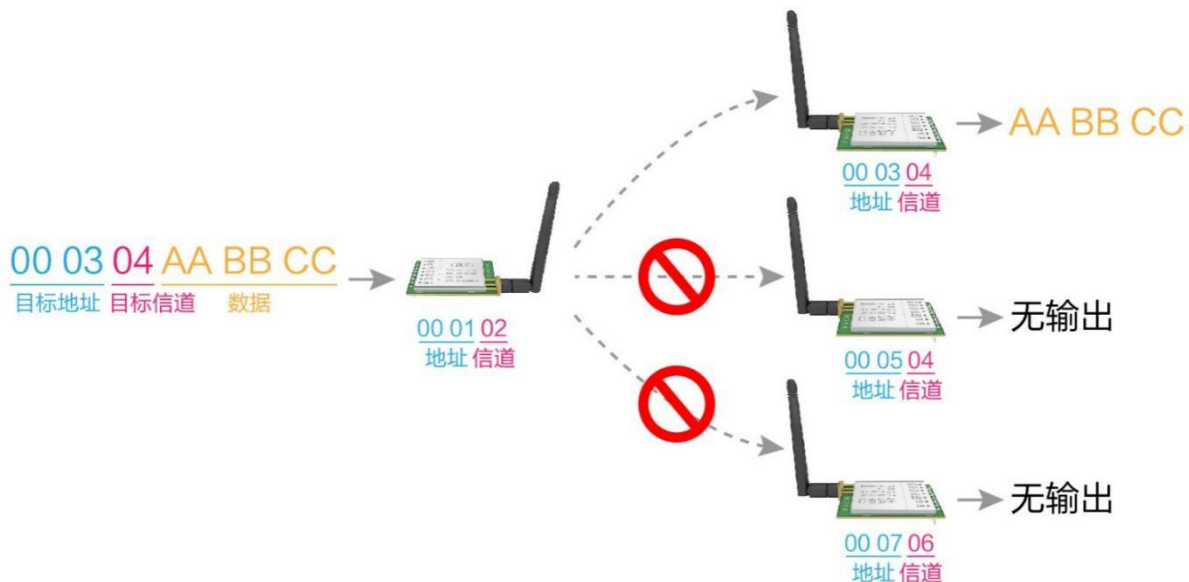 00 03 04 AA BB CC
目标地址 目标信道 数据
00 01 02
地址 信道
AA BB CC
00 03 04
地址 信道
无输出
00 05 04
地址 信道
无输出
00 07 06
地址 信道